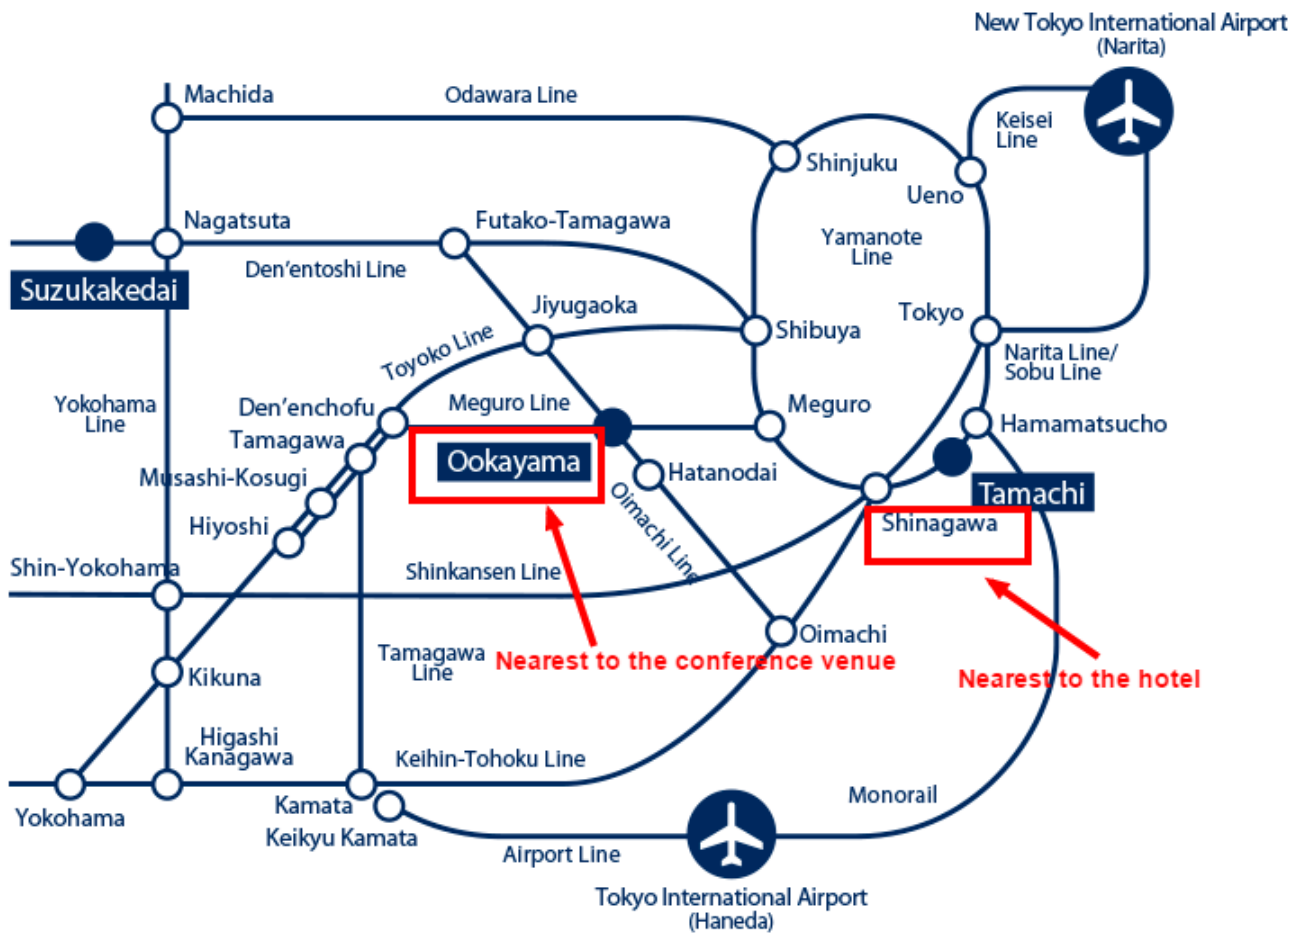 New Tokyo International Airport
(Narita)
Machida
Odawara Line
Keisei
Line
Shinjuku
Ueno
Nagatsuta
Futako-Tamagawa
Yamanote
Line
Den'entoshi Line
Suzukakedai
Jiyugaoka
Tokyo
Toyoko Line
Shibuya
Narita Line/
Sobu Line
Yokohama
Line
Den'enchofu
Meguro Line
Meguro
Hamamatsucho
Tamagawa
Ookayama
Hatanodai
Musashi-Kosugi
Tamachi
Hiyoshi
Oimachi Line
Shinagawa
Shin-Yokohama
Shinkansen Line
Oimachi
Tamagawa
Line
Nearest to the conference venue
Nearest to the hotel
Kikuna
Higashi
Kanagawa
Keihin-Tohoku Line
Yokohama
Kamata
Keikyu Kamata
Monorail
Airport Line
Tokyo International Airport
(Haneda)